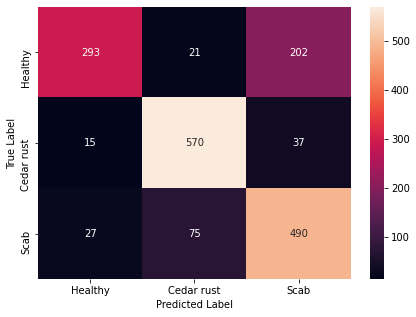 Healthy 293 21 202
Cedar rust 15 570 37
Scab 27 75 490
Healthy Cedar rust Scab
Predicted Label
True Label
500
400
300
200
100